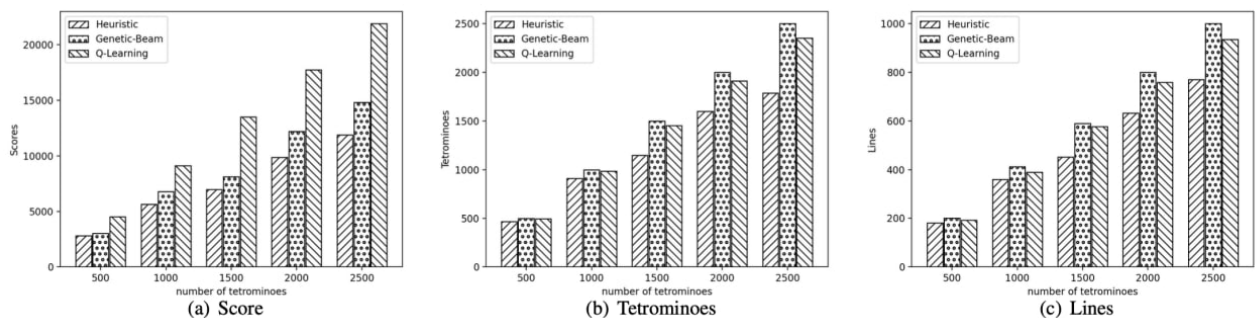 Heuristic
Genetic-Beam
Q-Learning
20000
15000
10000
5000
0
Scores
500 1000 1500 2000 2500
number of tetrominoes
(a) Score
Heuristic
Genetic-Beam
Q-Learning
2500
2000
1500
1000
500
0
Tetrominoes
500 1000 1500 2000 2500
number of tetrominoes
(b) Tetrominoes
Heuristic
Genetic-Beam
Q-Learning
1000
800
600
400
200
0
Lines
500 1000 1500 2000 2500
number of tetrominoes
(c) Lines